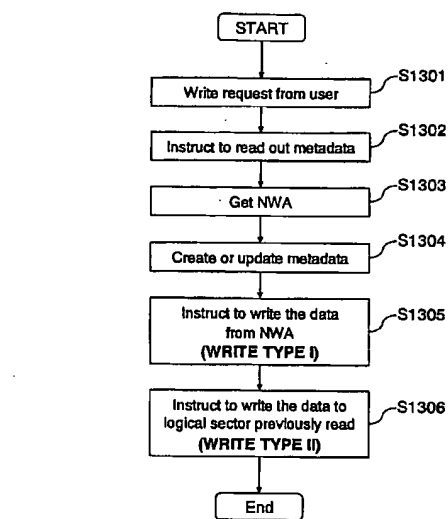 START
S1301
Write request from user
S1302
Instruct to read out metadata
S1303
Get NWA
S1304
Create or update metadata
S1305
Instruct to write the data
from NWA
(WRITE TYPE I)
S1306
Instruct to write the data to
logical sector previously read
(WRITE TYPE II)
End